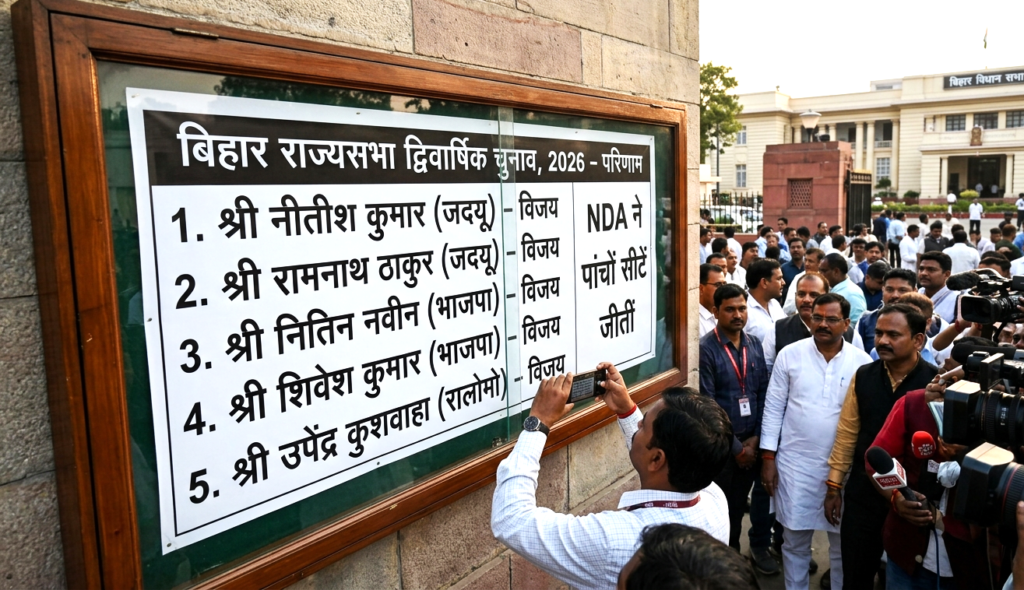 बिहार राज्यसभा द्विवार्षिक चुनाव, 2026 – परिणाम
1. श्री नीतीश कुमार (जदयू) – विजय
2. श्री रामनाथ ठाकुर (जदयू) – विजय
3. श्री नितिन नवीन (भाजपा) – विजय
4. श्री शिवेश कुमार (भाजपा) – विजय
5. श्री उपेंद्र कुशवाहा (रालोमो) – विजय
NDA ने
पांचों सीटें
जीतीं
बिहार विधान सभा